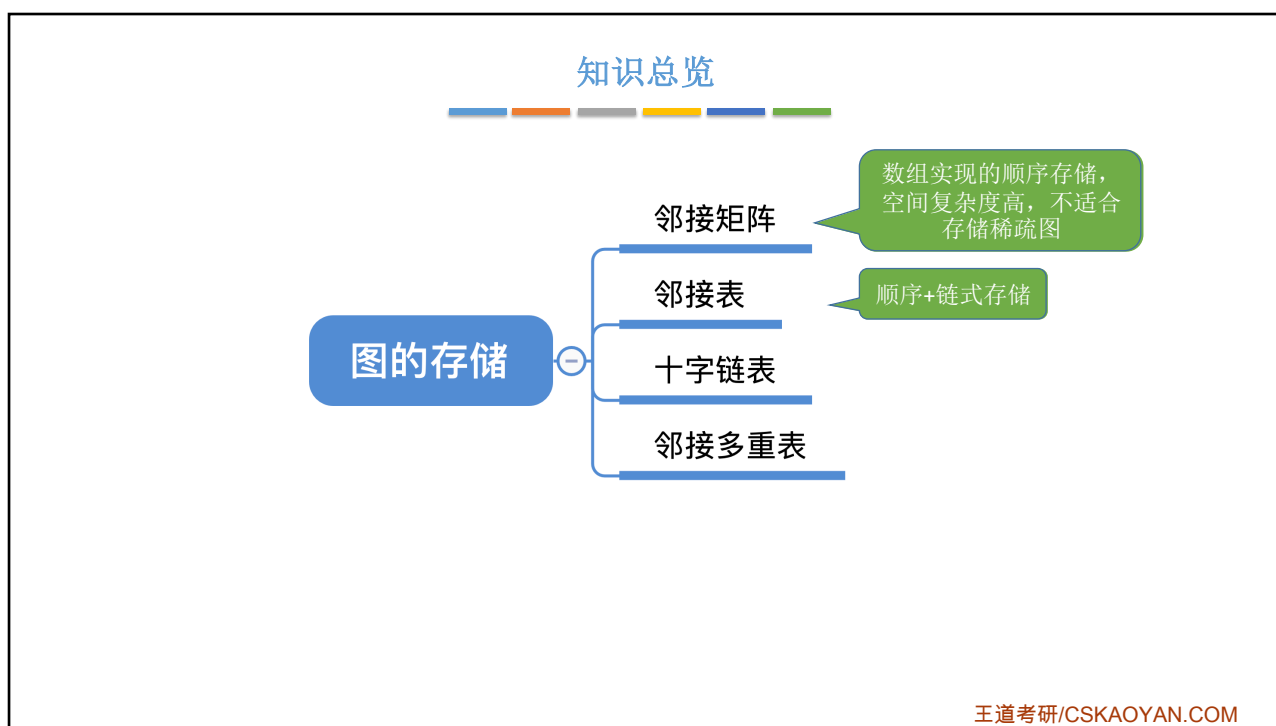 知识总览
邻接矩阵
数组实现的顺序存储，
空间复杂度高，不适合
存储稀疏图
邻接表
顺序+链式存储
图的存储
十字链表
邻接多重表
王道考研/CSKAOYAN.COM